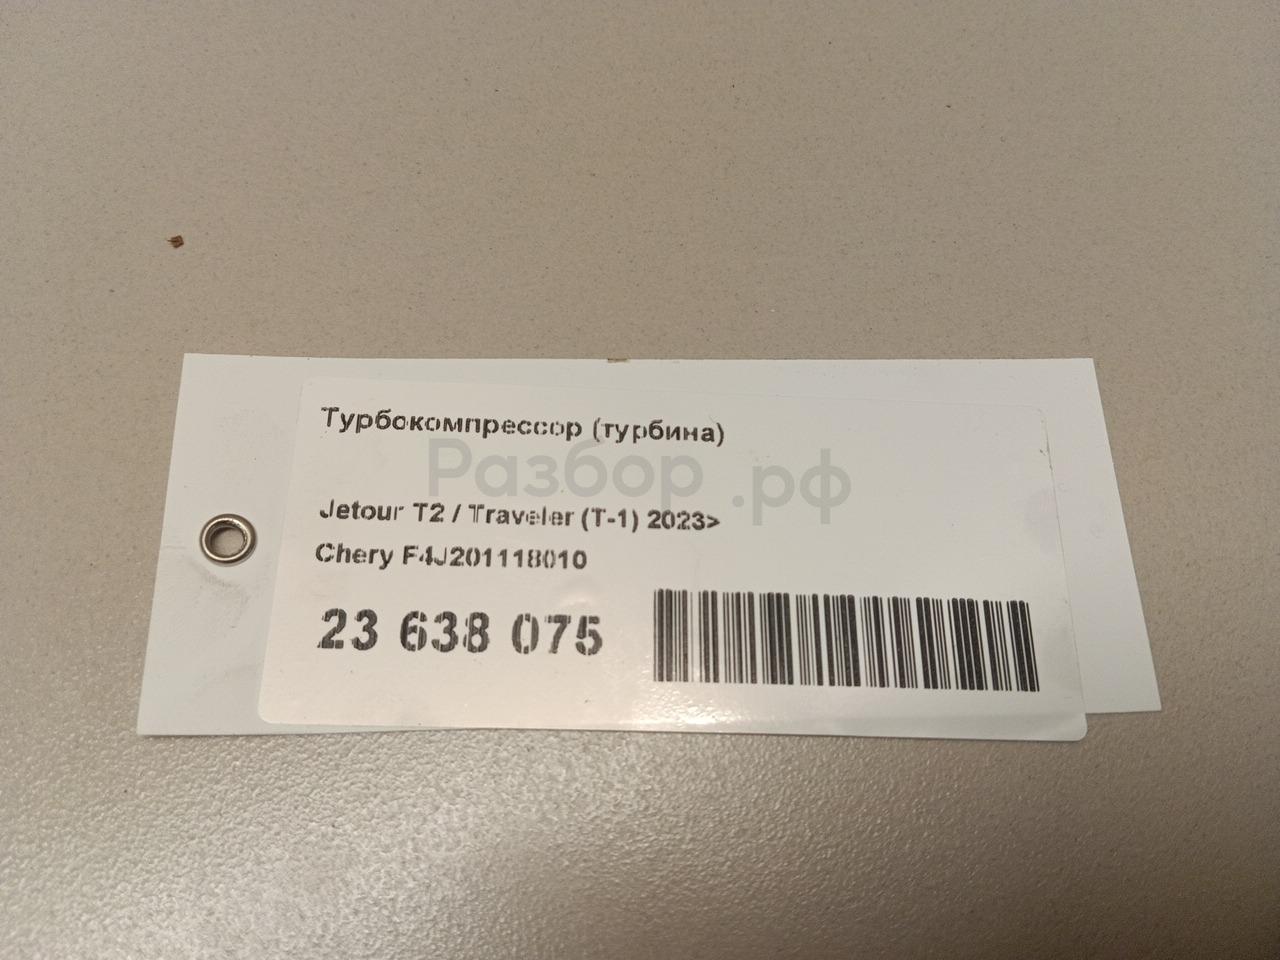 Турбокомпрессор (турбина)
Разбор.рф
Jetour T2 / Traveler (T-1) 2023>
Chery F4J201118010
23 638 075